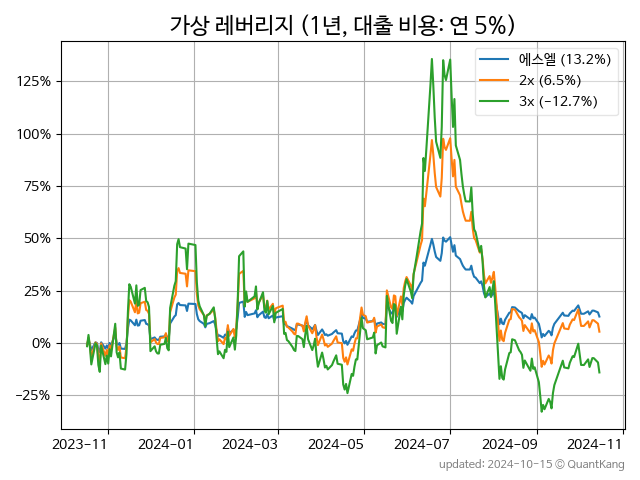 가상 레버리지 (1년, 대출 비용: 연 5%)
에스엘 (13.2%)
2x (6.5%)
3x (-12.7%)
125%
100%
75%
50%
25%
0%
−25%
2023-11 2024-01 2024-03 2024-05 2024-07 2024-09 2024-11
updated: 2024-10-15 © QuantKang